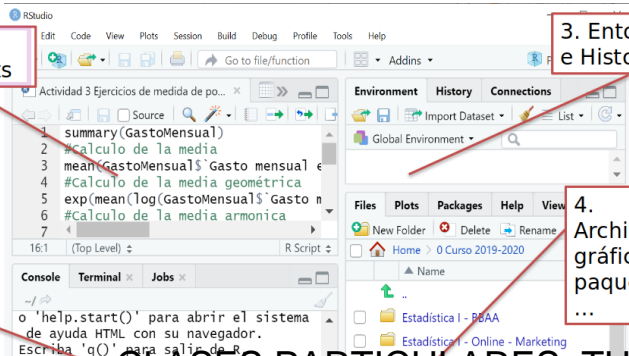 RStudio
Edit Code View Plots Session Build Debug Profile Tools Help
Go to file/function
Addins
3. Ento
e Histo
s
Actividad 3 Ejercicios de medida de po...
Source
1 summary(GastoMensual)
2 #Calculo de la media
3 mean(GastoMensual$`Gasto mensual e
4 #Calculo de la media geométrica
5 exp(mean(log(GastoMensual$`Gasto m
6 #Calculo de la media armonica
7
16:1 (Top Level) R Script
Environment History Connections
Import Dataset List
Global Environment
Files Plots Packages Help View
New Folder Delete Rename
Home 0 Curso 2019-2020
Name
..
Estadística I - BBAA
Estadística I - Online - Marketing
4.
Archi
gráfic
paque
...
Console Terminal Jobs
~/
o 'help.start()' para abrir el sistema
de ayuda HTML con su navegador.
Escriba 'q()' para salir de R